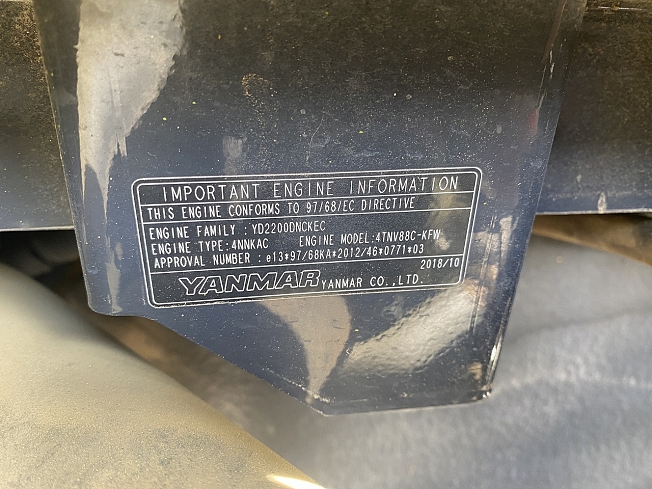 IMPORTANT ENGINE INFORMATION
THIS ENGINE CONFORMS TO 97/68/EC DIRECTIVE
ENGINE FAMILY : YD2200DNCKEC
ENGINE TYPE:4NNKAC ENGINE MODEL:4TNV88C-KFW
APPROVAL NUMBER : e13*97/68KA*2012/46*0771*03
2018/10
YANMAR YANMAR CO.,LTD.